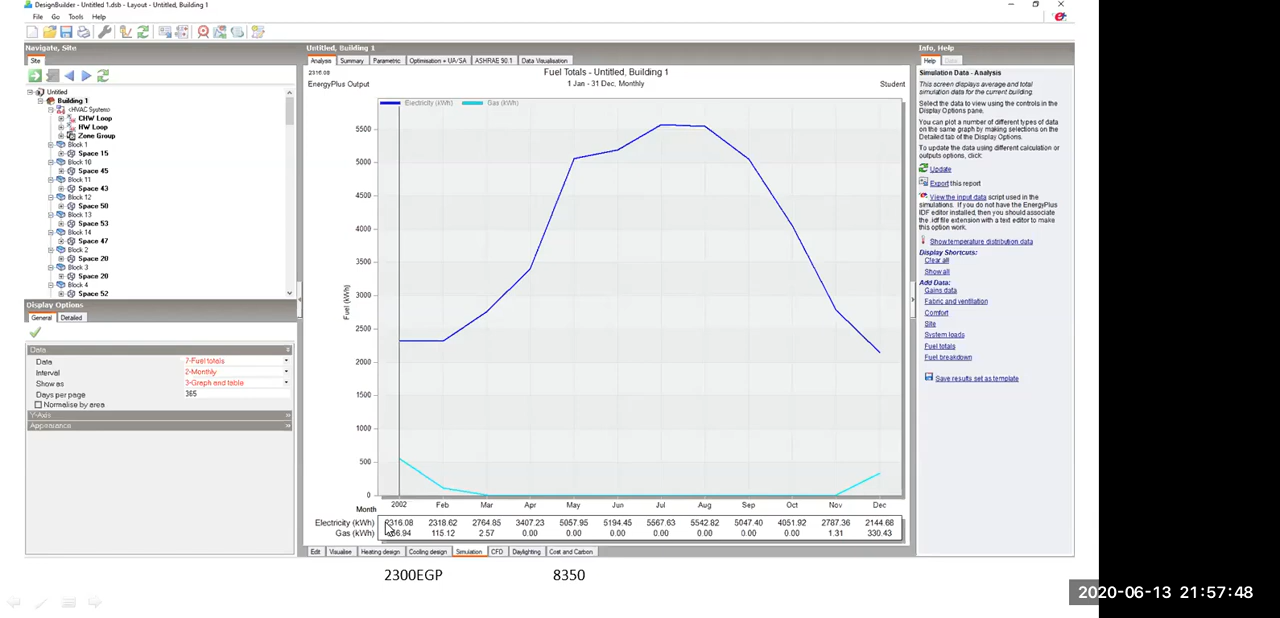 DesignBuilder - Untitled 1.dsb - Layout - Untitled, Building 1
File Go Tools Help
Navigate, Site
Site
Untitled
Building 1
<HVAC System>
CHW Loop
HW Loop
Zone Group
Block 1
Space 15
Block 10
Space 45
Block 11
Space 43
Block 12
Space 50
Block 13
Space 53
Block 14
Space 47
Block 2
Space 20
Block 3
Space 20
Block 4
Space 52
Display Options
General Detailed
Data
Data 7-Fuel totals
Interval 2-Monthly
Show as 3-Graph and table
Days per page 365
Normalise by area
Y-Axis
Appearance
Untitled, Building 1
Analysis Summary Parametric Optimisation + UA/SA ASHRAE 90.1 Data Visualisation
2316.08
Fuel Totals - Untitled, Building 1
EnergyPlus Output 1 Jan - 31 Dec, Monthly Student
Electricity (kWh) Gas (kWh)
Fuel (kWh)
5500
5000
4500
4000
3500
3000
2500
2000
1500
1000
500
0
Month 2002 Feb Mar Apr May Jun Jul Aug Sep Oct Nov Dec
Electricity (kWh) 2316.08 2318.62 2764.85 3407.23 5057.95 5194.45 5567.63 5542.82 5047.40 4051.92 2787.36 2144.68
Gas (kWh) 115.12 2.57 0.00 0.00 0.00 0.00 0.00 0.00 0.00 1.31 330.43
Edit Visualise Heating design Cooling design Simulation CFD Daylighting Cost and Carbon
Info, Help
Help Data
Simulation Data - Analysis
This screen displays average and total
simulation data for the current building.
Select the data to view using the controls in the
Display Options pane.
You can plot a number of different types of data
on the same graph by making selections on the
Detailed tab of the Display Options.
To update the data using different calculation or
outputs options, click:
Update
Export this report
View the input data script used in the
simulations. If you do not have the EnergyPlus
IDF editor installed, then you should associate
the .idf file extension with a text editor to make
this option work.
Show temperature distribution data
Display Shortcuts:
Clear all
Show all
Add Data:
Gains data
Fabric and ventilation
Comfort
Site
System loads
Fuel totals
Fuel breakdown
Save results set as template
2300EGP 8350
2020-06-13 21:57:48